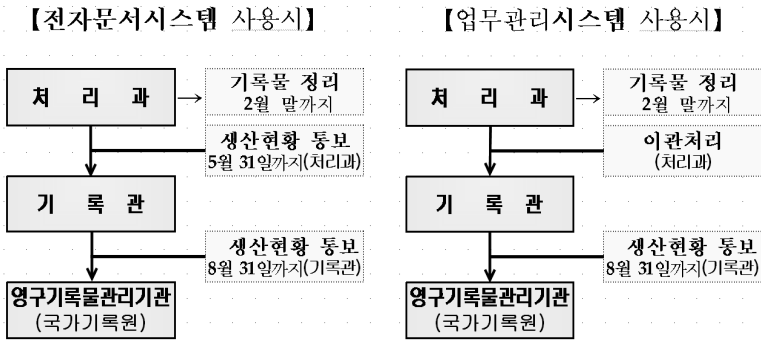 【전자문서시스템 사용시】
처 리 과
기록물 정리
2월 말까지
생산현황 통보
5월 31일까지(처리과)
기 록 관
생산현황 통보
8월 31일까지(기록관)
영구기록물관리기관
(국가기록원)
【업무관리시스템 사용시】
처 리 과
기록물 정리
2월 말까지
이관처리
(처리과)
기 록 관
생산현황 통보
8월 31일까지(기록관)
영구기록물관리기관
(국가기록원)